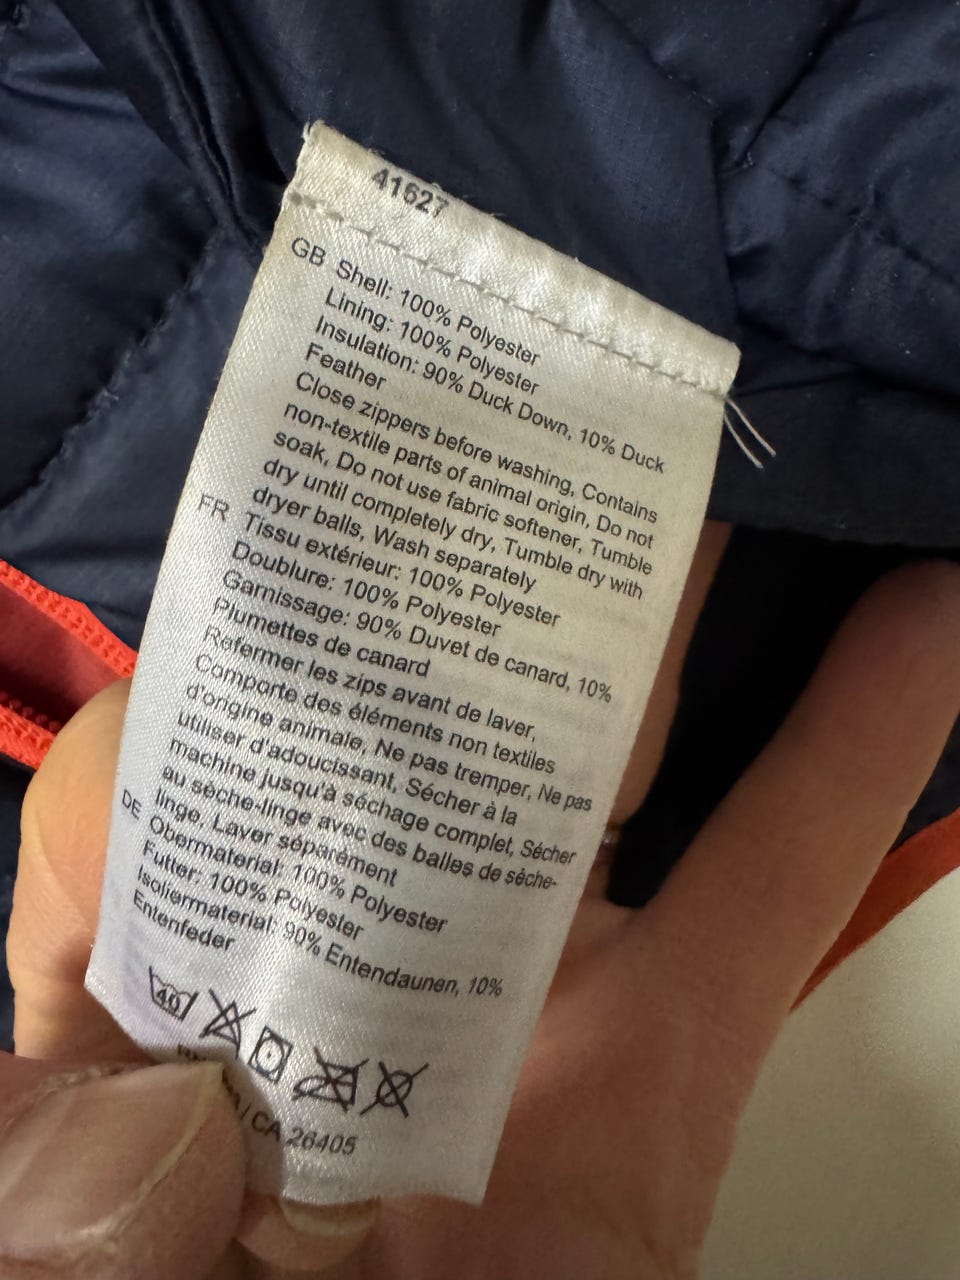 41627
GB Shell: 100% Polyester
Lining: 100% Polyester
Insulation: 90% Duck Down, 10% Duck
Feather
Close zippers before washing, Contains
non-textile parts of animal origin, Do not
soak, Do not use fabric softener, Tumble
dry until completely dry, Tumble dry with
dryer balls, Wash separately
FR Tissu extérieur: 100% Polyester
Doublure: 100% Polyester
Garnissage: 90% Duvet de canard, 10%
Plumettes de canard
Refermer les zips avant de laver,
Comporte des éléments non textiles
d'origine animale, Ne pas tremper, Ne pas
utiliser d'adoucissant, Sécher à la
machine jusqu'à séchage complet, Sécher
au sèche-linge avec des balles de sèche-
linge, Laver séparément
DE Obermaterial: 100% Polyester
Futter: 100% Polyester
Isoliermaterial: 90% Entendaunen, 10%
Entenfeder
40
/ CA 26405